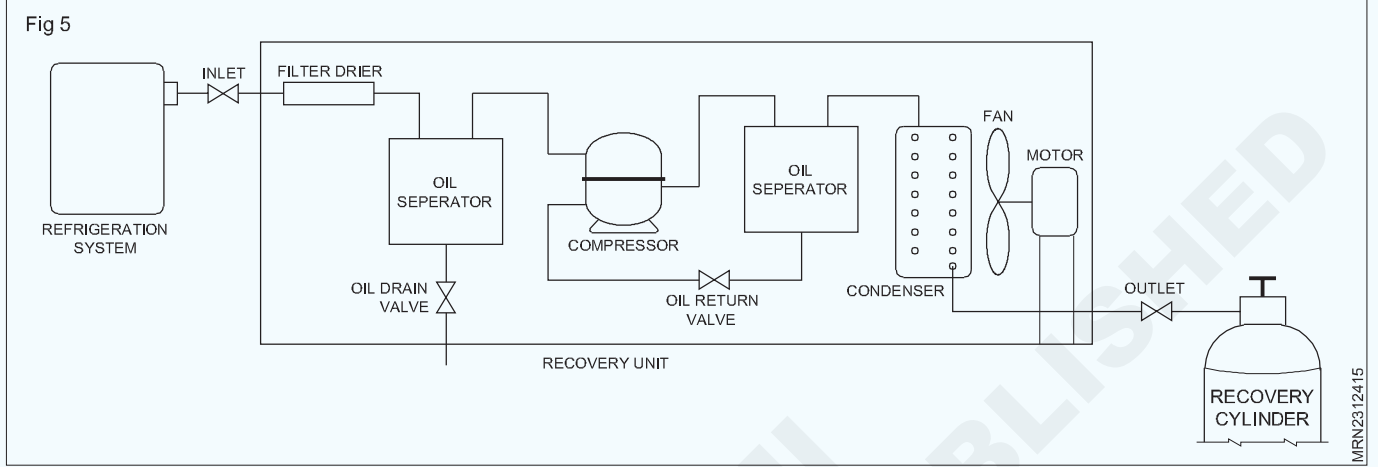 Fig 5
INLET
FILTER DRIER
REFRIGERATION
SYSTEM
OIL
SEPERATOR
OIL DRAIN
VALVE
COMPRESSOR
OIL RETURN
VALVE
OIL
SEPERATOR
CONDENSER
FAN
MOTOR
OUTLET
RECOVERY UNIT
RECOVERY
CYLINDER
MRN2312415
BLISHED